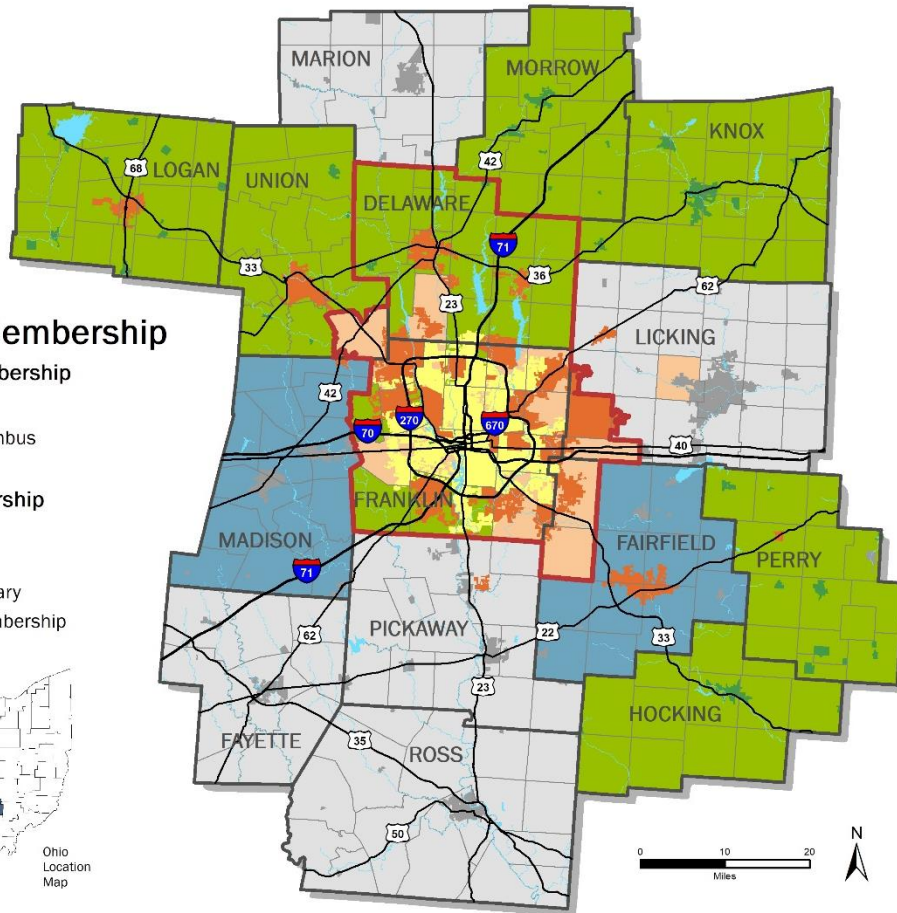 MARION
MORROW
KNOX
68
LOGAN
UNION
42
DELAWARE
71
33
36
62
23
embership
LICKING
bership
42
270
670
70
40
mbus
rship
FRANKLIN
MADISON
FAIRFIELD
PERRY
71
ary
mbership
62
PICKAWAY
22
33
23
HOCKING
FAYETTE
35
ROSS
50
Ohio
Location
Map
0 10 20
Miles
N